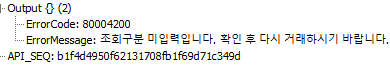 Output {} (2)
ErrorCode: 80004200
ErrorMessage: 조회구분 미입력입니다. 확인 후 다시 거래하시기 바랍니다.
API_SEQ: b1f4d4950f62131708fb1f69d71c349d